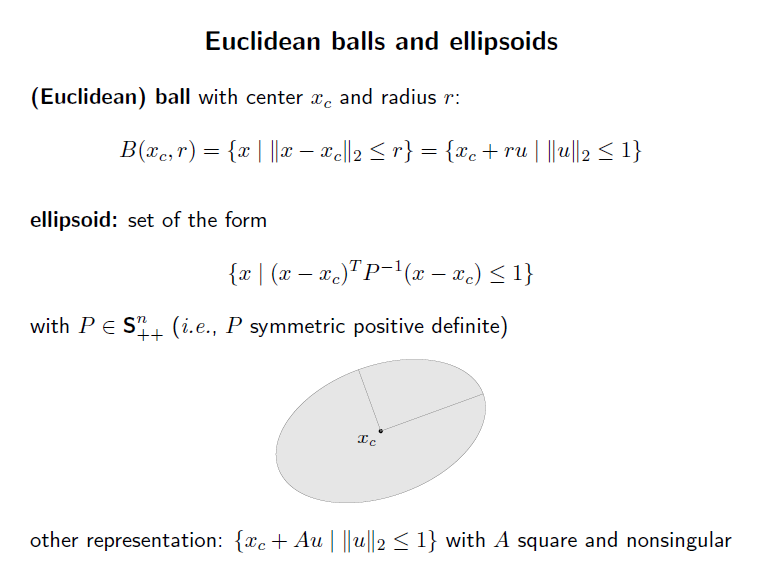 Euclidean balls and ellipsoids
(Euclidean) ball with center $x_c$ and radius $r$:
$B(x_c, r) = \{x \mid \|x - x_c\|_2 \leq r\} = \{x_c + ru \mid \|u\|_2 \leq 1\}$
ellipsoid: set of the form
$\{x \mid (x - x_c)^T P^{-1}(x - x_c) \leq 1\}$
with $P \in \mathbf{S}^n_{++}$ (i.e., $P$ symmetric positive definite)
$x_c$
other representation: $\{x_c + Au \mid \|u\|_2 \leq 1\}$ with $A$ square and nonsingular